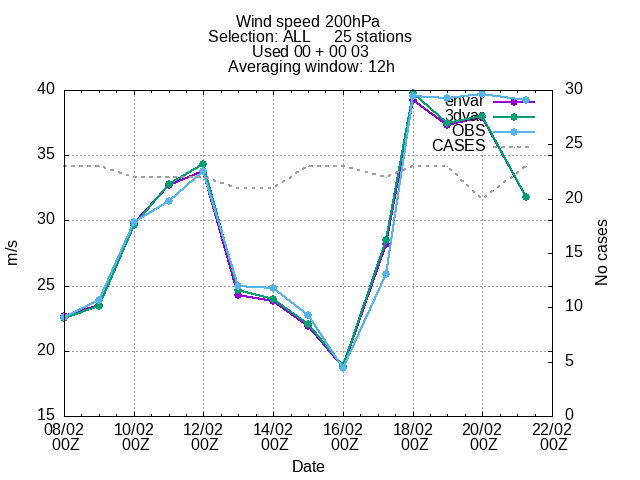 Wind speed 200hPa
Selection: ALL 25 stations
Used 00 + 00 03
Averaging window: 12h
40
35
30
25
20
15
m/s
30
25
20
15
10
5
0
No cases
envar
3dvar
OBS
CASES
08/02 10/02 12/02 14/02 16/02 18/02 20/02 22/02
00Z 00Z 00Z 00Z 00Z 00Z 00Z 00Z
Date